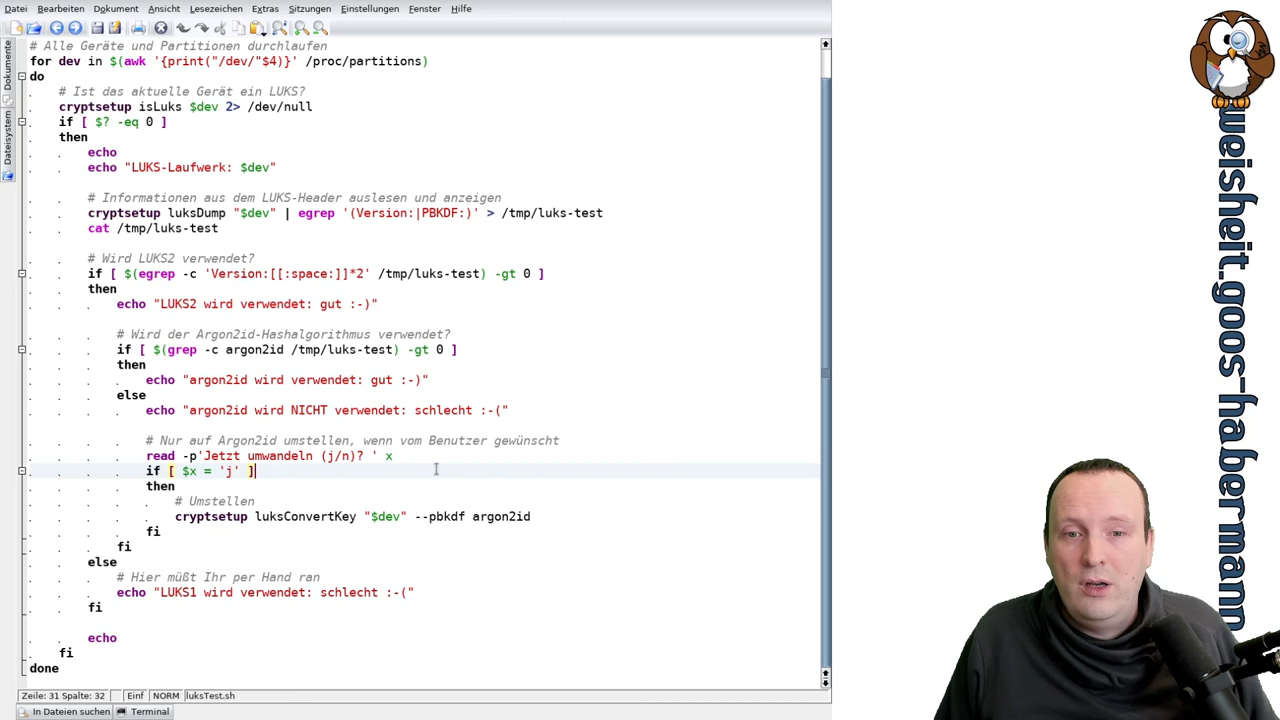 Datei Bearbeiten Dokument Ansicht Lesezeichen Extras Sitzungen Einstellungen Fenster Hilfe
Dokumente
Dateisystem
# Alle Geräte und Partitionen durchlaufen
for dev in $(awk '{print("/dev/"$4)}' /proc/partitions)
do
# Ist das aktuelle Gerät ein LUKS?
cryptsetup isLuks $dev 2> /dev/null
if [ $? -eq 0 ]
then
echo
echo "LUKS-Laufwerk: $dev"
# Informationen aus dem LUKS-Header auslesen und anzeigen
cryptsetup luksDump "$dev" | egrep '(Version:|PBKDF:)' > /tmp/luks-test
cat /tmp/luks-test
# Wird LUKS2 verwendet?
if [ $(egrep -c 'Version:[[:space:]]*2' /tmp/luks-test) -gt 0 ]
then
echo "LUKS2 wird verwendet: gut :-)"
# Wird der Argon2id-Hashalgorithmus verwendet?
if [ $(grep -c argon2id /tmp/luks-test) -gt 0 ]
then
echo "argon2id wird verwendet: gut :-)"
else
echo "argon2id wird NICHT verwendet: schlecht :-("
# Nur auf Argon2id umstellen, wenn vom Benutzer gewünscht
read -p'Jetzt umwandeln (j/n)? ' x
if [ $x = 'j' ]
then
# Umstellen
cryptsetup luksConvertKey "$dev" --pbkdf argon2id
fi
fi
else
# Hier müßt Ihr per Hand ran
echo "LUKS1 wird verwendet: schlecht :-("
fi
echo
fi
done
Zeile: 31 Spalte: 32 Einf NORM luksTest.sh
In Dateien suchen Terminal
weisheit.goos-habermann